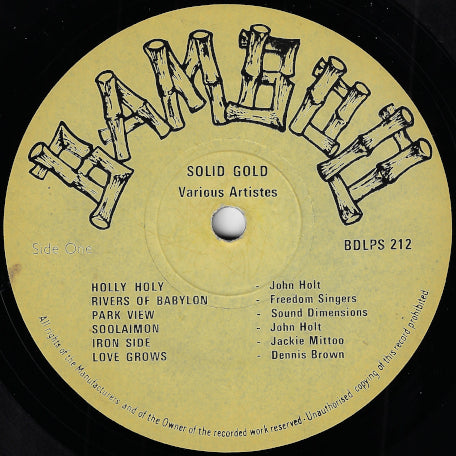 BAMBOO
SOLID GOLD
Various Artistes
Side One
BDLPS 212
HOLLY HOLY - John Holt
RIVERS OF BABYLON - Freedom Singers
PARK VIEW - Sound Dimensions
SOOLAIMON - John Holt
IRON SIDE - Jackie Mittoo
LOVE GROWS - Dennis Brown
All rights of the Manufacturers and of the Owner of the recorded work reserved - Unauthorised copying of this record prohibited